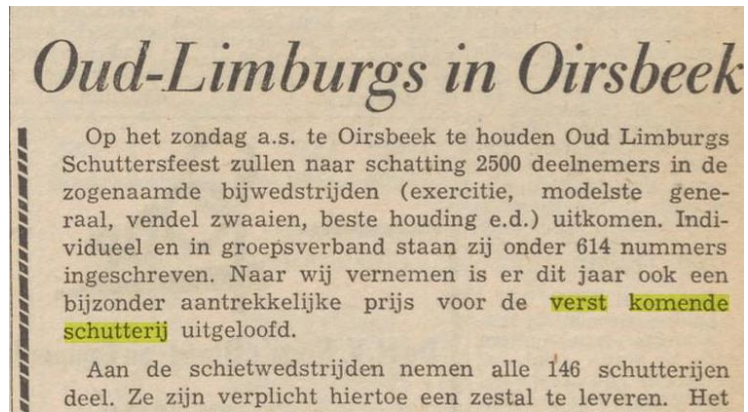 Oud-Limburgs in Oirsbeek
Op het zondag a.s. te Oirsbeek te houden Oud Limburgs
Schuttersfeest zullen naar schatting 2500 deelnemers in de
zogenaamde bijwedstrijden (exercitie, modelste gene-
raal, vendel zwaaien, beste houding e.d.) uitkomen. Indi-
vidueel en in groepsverband staan zij onder 614 nummers
ingeschreven. Naar wij vernemen is er dit jaar ook een
bijzonder aantrekkelijke prijs voor de verst komende
schutterij uitgeloofd.
Aan de schietwedstrijden nemen alle 146 schutterijen
deel. Ze zijn verplicht hiertoe een zestal te leveren. Het